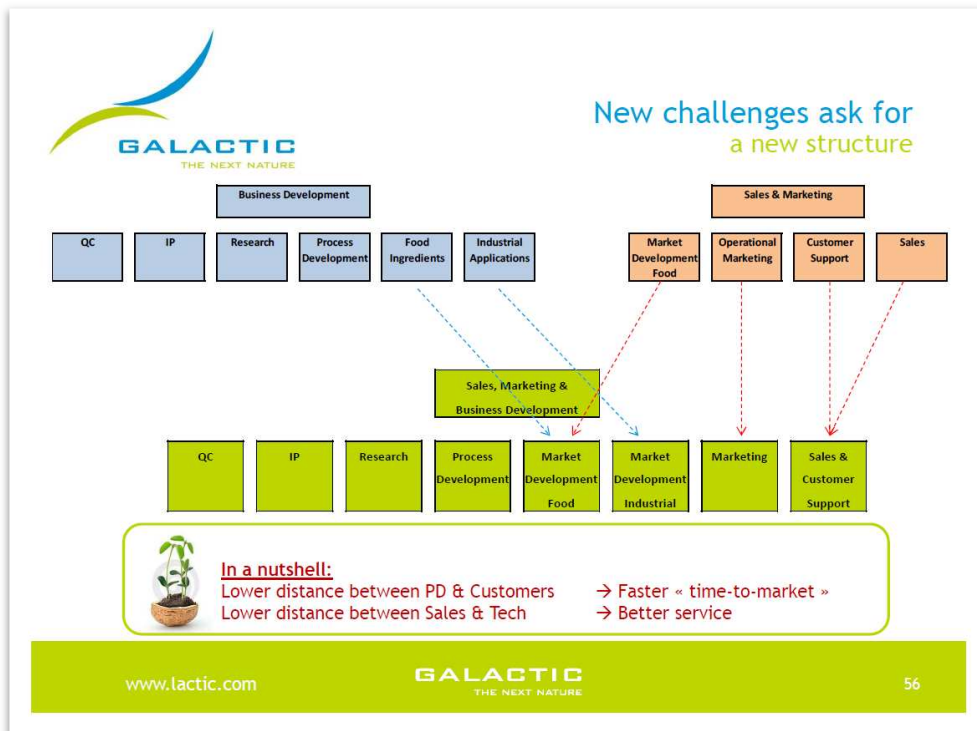 GALACTIC
THE NEXT NATURE
New challenges ask for
a new structure
Business Development
Sales & Marketing
QC
IP
Research
Process
Development
Food
Ingredients
Industrial
Applications
Market
Development
Food
Operational
Marketing
Customer
Support
Sales
Sales, Marketing &
Business Development
QC
IP
Research
Process
Development
Market
Development
Food
Market
Development
Industrial
Marketing
Sales &
Customer
Support
In a nutshell:
Lower distance between PD & Customers → Faster « time-to-market »
Lower distance between Sales & Tech → Better service
www.lactic.com
GALACTIC
THE NEXT NATURE
56